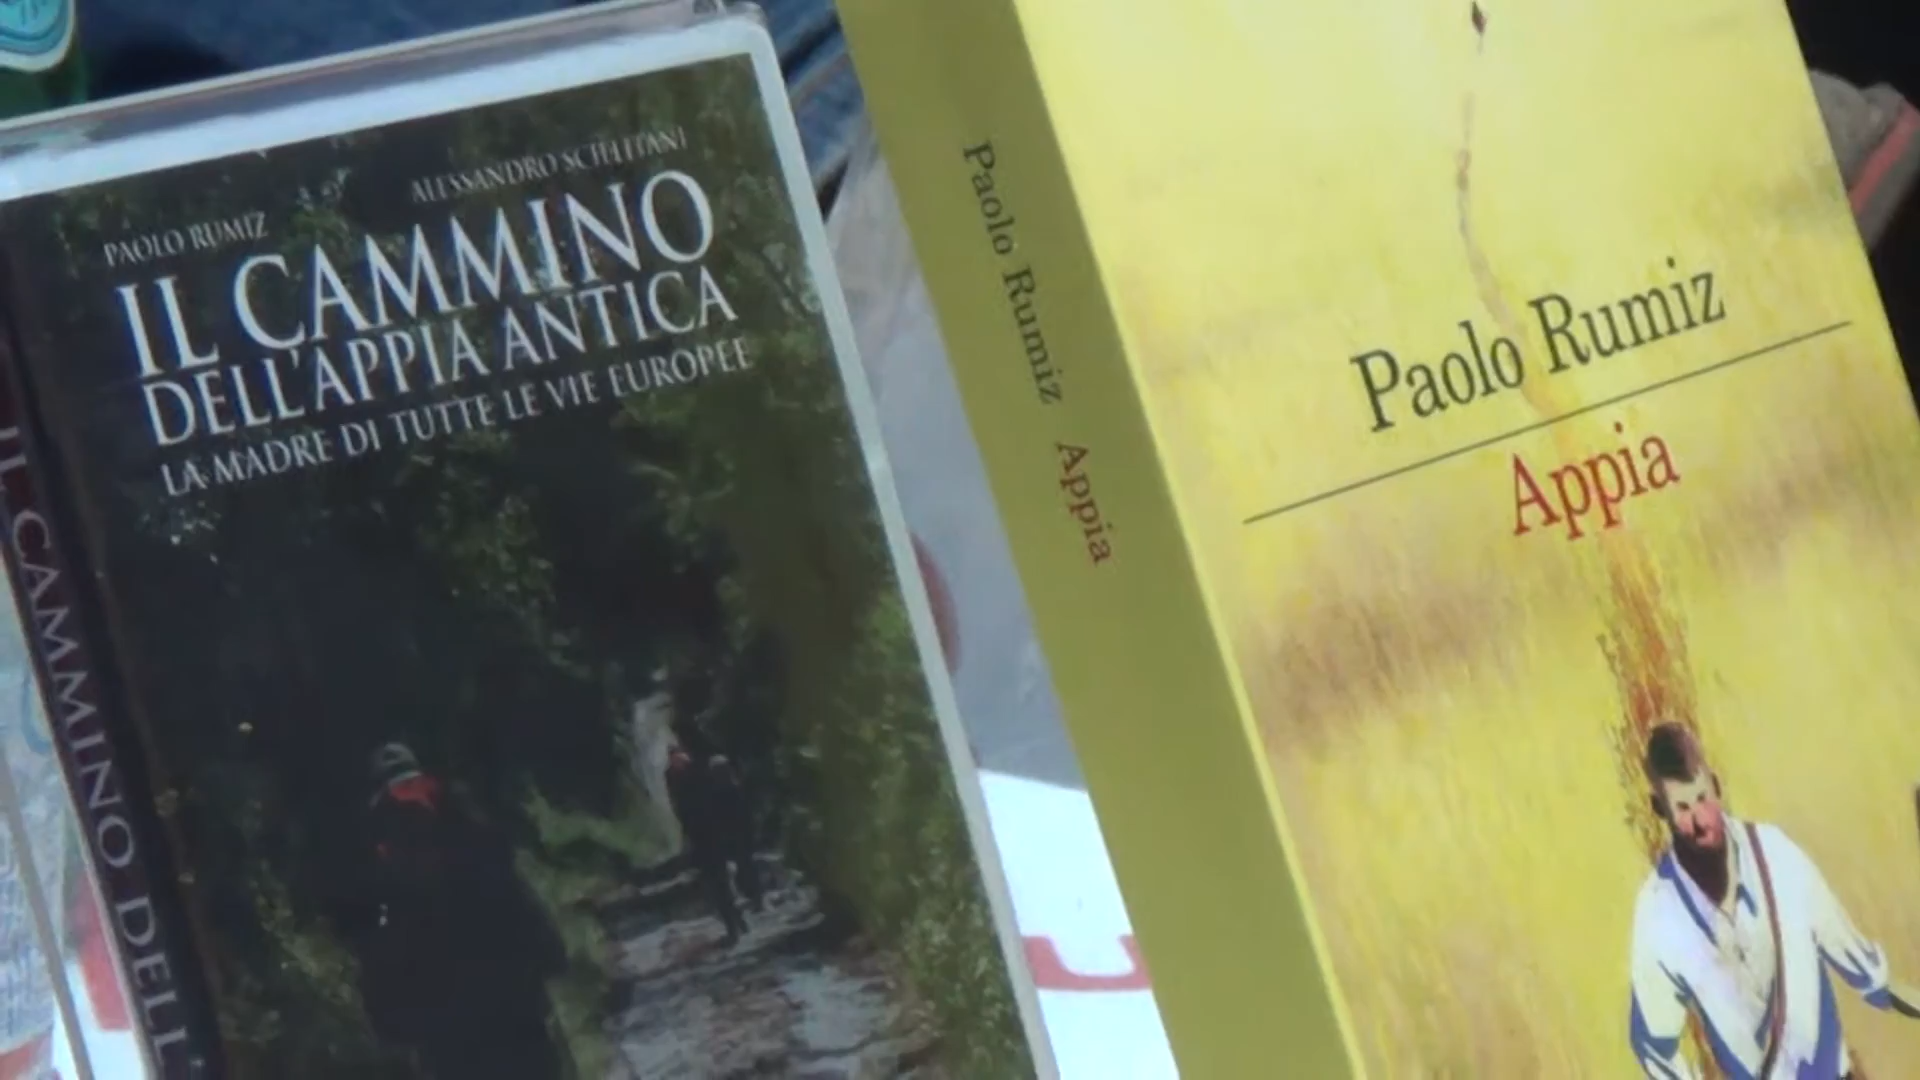 PAOLO RUMIZ
ALESSANDRO SCILLITANI
IL CAMMINO
DELL'APPIA ANTICA
LA MADRE DI TUTTE LE VIE EUROPEE
IL CAMMINO DELL'
Paolo Rumiz Appia
Paolo Rumiz
Appia